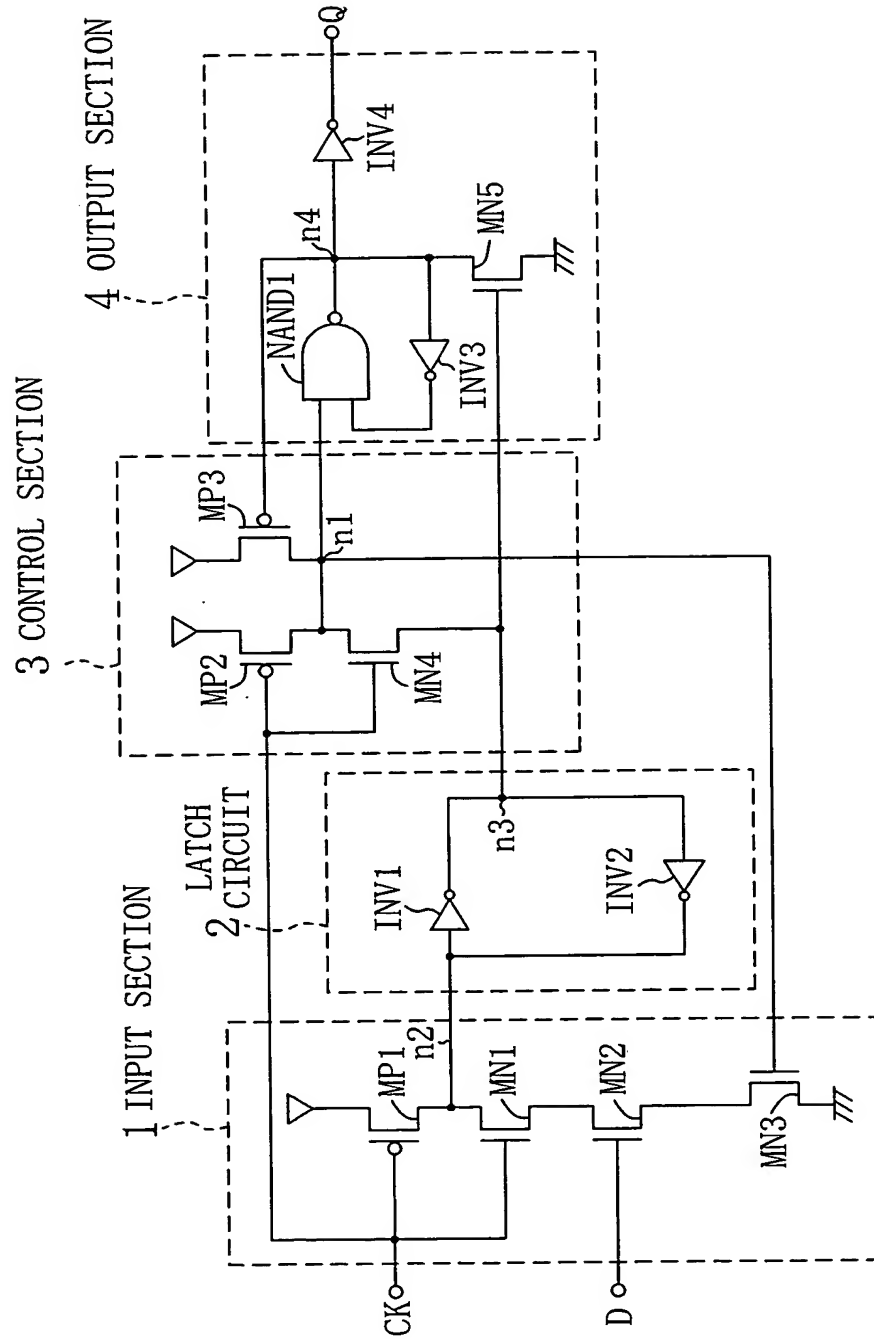 1 INPUT SECTION
LATCH
2 CIRCUIT
3 CONTROL SECTION
4 OUTPUT SECTION
CK
D
MP1
n2
MN1
MN2
MN3
INV1
n3
INV2
MP2
MN4
MP3
n1
NAND1
n4
INV3
MN5
INV4
Q